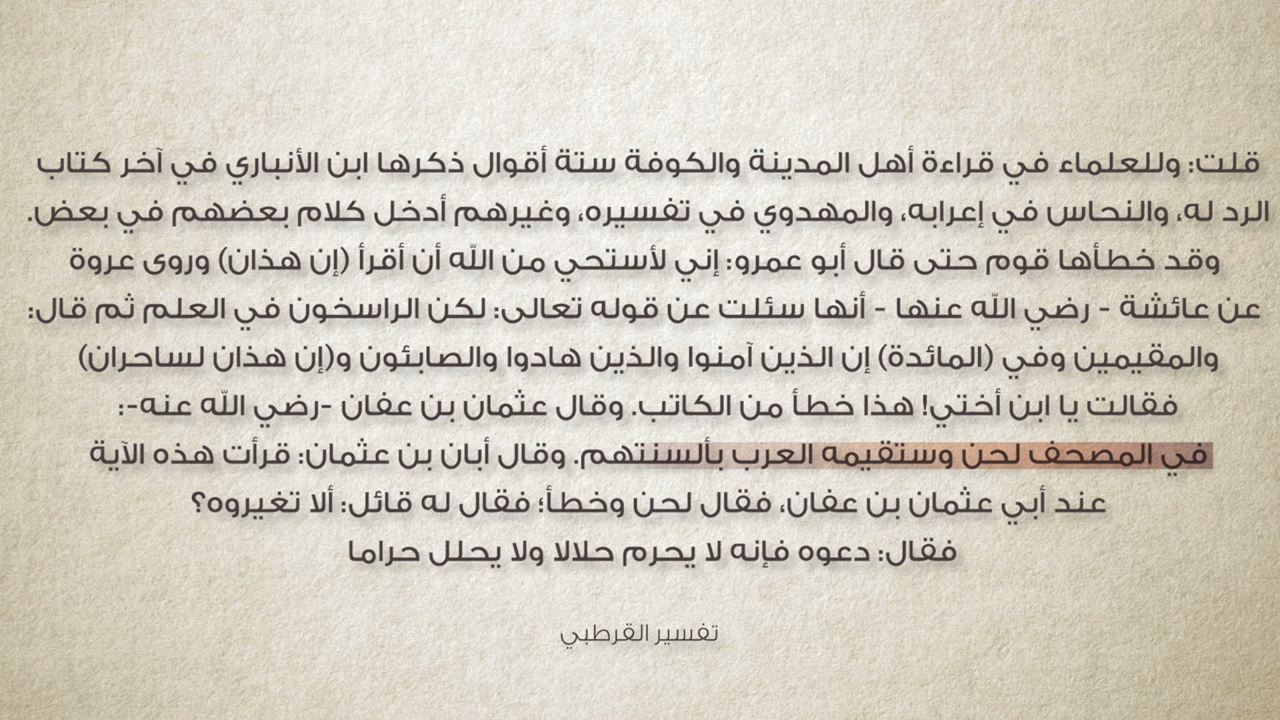 قلت: وللعلماء في قراءة أهل المدينة والكوفة ستة أقوال ذكرها ابن الأنباري في آخر كتاب
الرد له، والنحاس في إعرابه، والمهدوي في تفسيره، وغيرهم أدخل كلام بعضهم في بعض.
وقد خطأها قوم حتى قال أبو عمرو: إني لأستحي من الله أن أقرأ (إن هذان) وروى عروة
عن عائشة - رضي الله عنها - أنها سئلت عن قوله تعالى: لكن الراسخون في العلم ثم قال:
والمقيمين وفي (المائدة) إن الذين آمنوا والذين هادوا والصابئون و(إن هذان لساحران)
فقالت يا ابن أختي! هذا خطأ من الكاتب. وقال عثمان بن عفان -رضي الله عنه-:
في المصحف لحن وستقيمه العرب بألسنتهم. وقال أبان بن عثمان: قرأت هذه الآية
عند أبي عثمان بن عفان، فقال لحن وخطأ؛ فقال له قائل: ألا تغيروه؟
فقال: دعوه فإنه لا يحرم حلالا ولا يحلل حراما
تفسير القرطبي